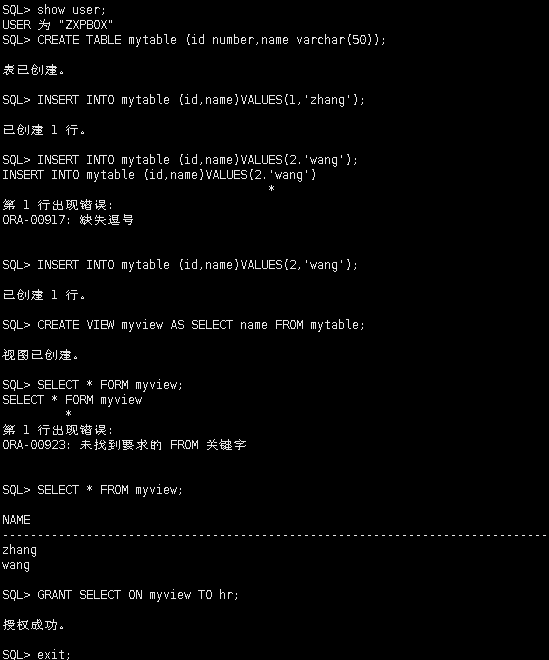 SQL> show user;
USER 为 "ZXPBOX"
SQL> CREATE TABLE mytable (id number,name varchar(50));
表已创建。
SQL> INSERT INTO mytable (id,name)VALUES(1,'zhang');
已创建 1 行。
SQL> INSERT INTO mytable (id,name)VALUES(2.'wang');
INSERT INTO mytable (id,name)VALUES(2.'wang')
*
第 1 行出现错误:
ORA-00917: 缺失逗号
SQL> INSERT INTO mytable (id,name)VALUES(2,'wang');
已创建 1 行。
SQL> CREATE VIEW myview AS SELECT name FROM mytable;
视图已创建。
SQL> SELECT * FORM myview;
SELECT * FORM myview
*
第 1 行出现错误:
ORA-00923: 未找到要求的 FROM 关键字
SQL> SELECT * FROM myview;
NAME
--------------------------------------------------------------------------------
zhang
wang
SQL> GRANT SELECT ON myview TO hr;
授权成功。
SQL> exit;